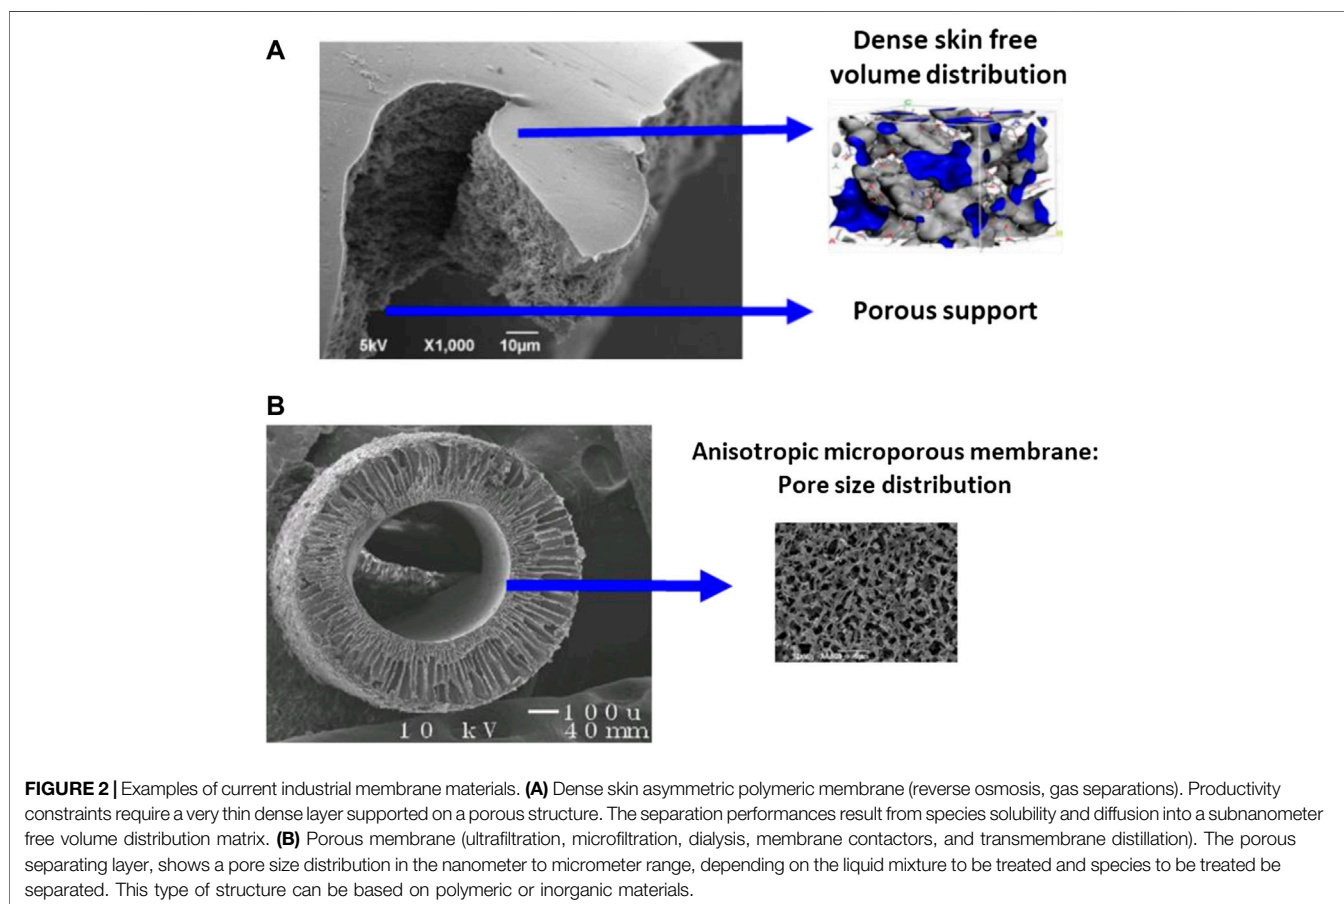 A
Dense skin free
volume distribution
Porous support
5kV X1,000 10µm
B
Anisotropic microporous membrane:
Pore size distribution
100u
10 kV 40mm
FIGURE 2 | Examples of current industrial membrane materials. (A) Dense skin asymmetric polymeric membrane (reverse osmosis, gas separations). Productivity
constraints require a very thin dense layer supported on a porous structure. The separation performances result from species solubility and diffusion into a subnanometer
free volume distribution matrix. (B) Porous membrane (ultrafiltration, microfiltration, dialysis, membrane contactors, and transmembrane distillation). The porous
separating layer, shows a pore size distribution in the nanometer to micrometer range, depending on the liquid mixture to be treated and species to be treated be
separated. This type of structure can be based on polymeric or inorganic materials.